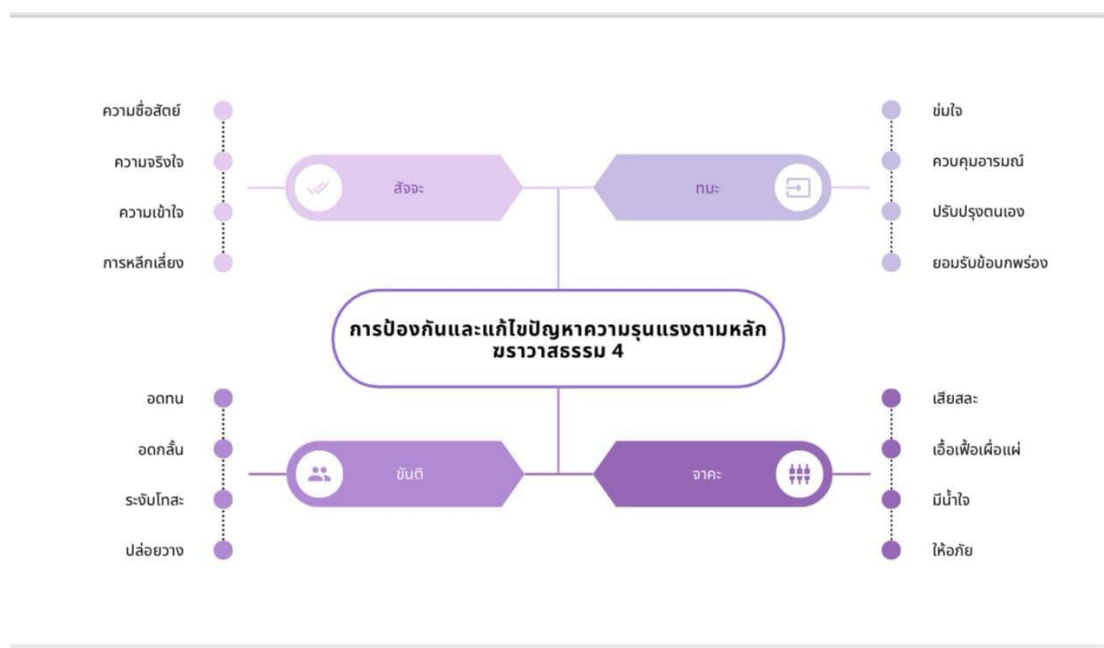 ความซื่อสัตย์
ความจริงใจ
ความเข้าใจ
การหลีกเลี่ยง
สัจจะ
ทมะ
ข่มใจ
ควบคุมอารมณ์
ปรับปรุงตนเอง
ยอมรับข้อบกพร่อง
การป้องกันและแก้ไขปัญหาความรุนแรงตามหลัก
ฆราวาสธรรม 4
อดทน
อดกลั้น
ระงับโทสะ
ปล่อยวาง
ขันติ
จาคะ
เสียสละ
เอื้อเฟื้อเผื่อแผ่
มีน้ำใจ
ให้อภัย